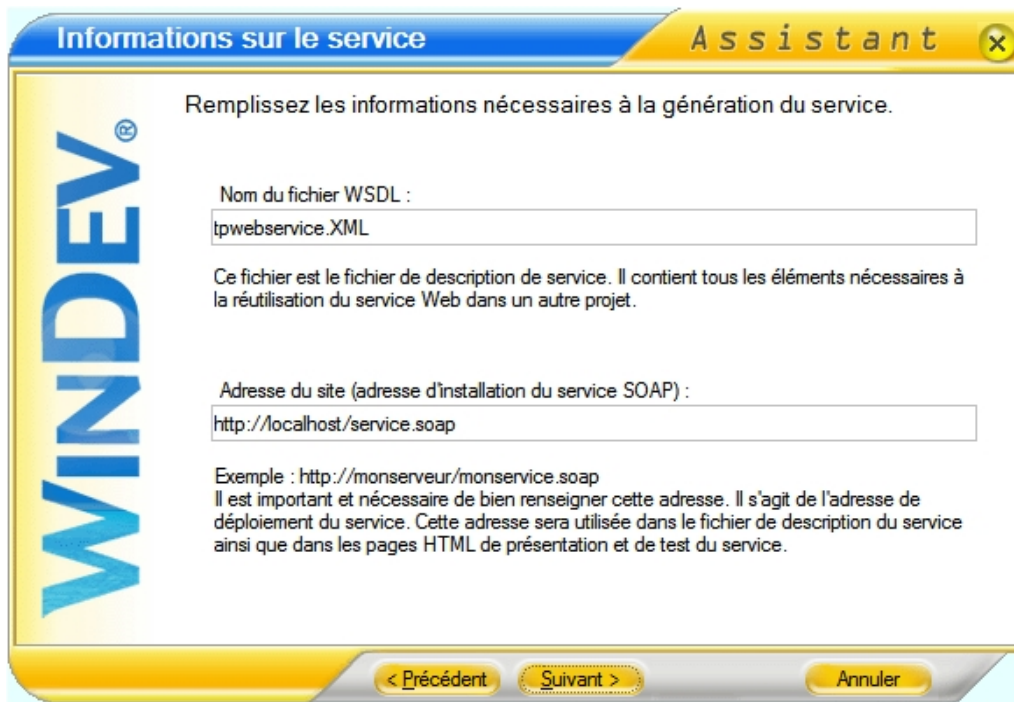 Informations sur le service
Assistant
Remplissez les informations nécessaires à la génération du service.
WINDEV®
Nom du fichier WSDL :
tpwebservice.XML
Ce fichier est le fichier de description de service. Il contient tous les éléments nécessaires à
la réutilisation du service Web dans un autre projet.
Adresse du site (adresse d'installation du service SOAP) :
http://localhost/service.soap
Exemple : http://monserveur/monservice.soap
Il est important et nécessaire de bien renseigner cette adresse. Il s'agit de l'adresse de
déploiement du service. Cette adresse sera utilisée dans le fichier de description du service
ainsi que dans les pages HTML de présentation et de test du service.
< Précédent
Suivant >
Annuler